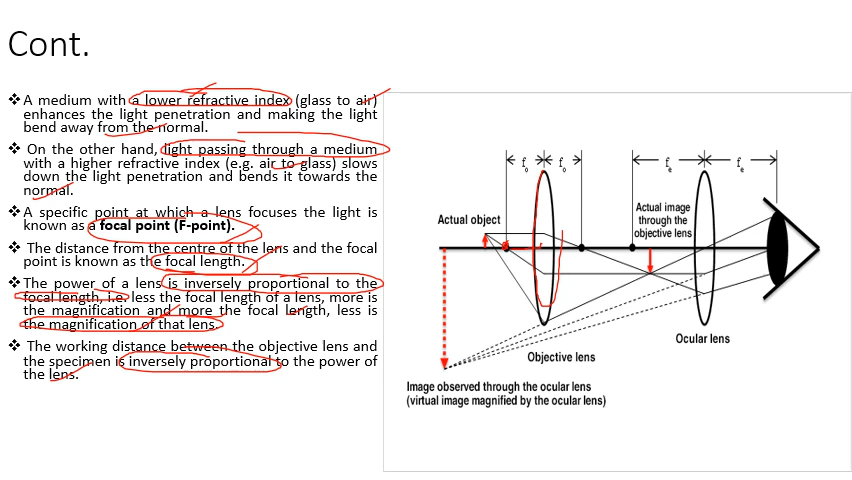 Cont.
❖ A medium with a lower refractive index (glass to air)
enhances the light penetration and making the light
bend away from the normal.
❖ On the other hand, light passing through a medium
with a higher refractive index (e.g. air to glass) slows
down the light penetration and bends it towards the
normal.
❖ A specific point at which a lens focuses the light is
known as a focal point (F-point).
❖ The distance from the centre of the lens and the focal
point is known as the focal length.
❖ The power of a lens is inversely proportional to the
focal length, i.e. less the focal length of a lens, more is
the magnification and more the focal length, less is
the magnification of that lens.
❖ The working distance between the objective lens and
the specimen is inversely proportional to the power of
the lens.
fo
fo
fe
fe
Actual object
Actual image
through the
objective lens
Ocular lens
Objective lens
Image observed through the ocular lens
(virtual image magnified by the ocular lens)